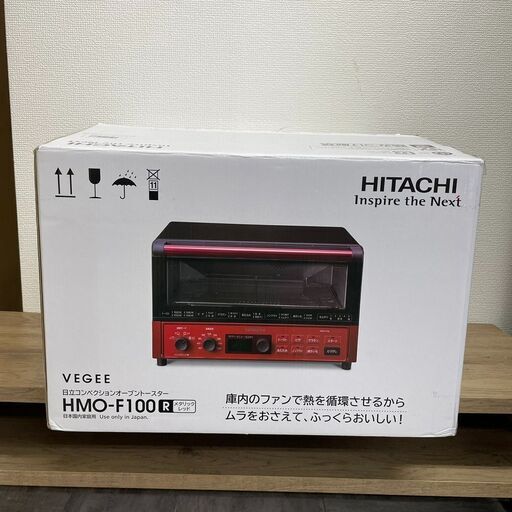 HITACHI
Inspire the Next
11
VEGEE
日立コンベクションオーブントースター
HMO-F100 R メタリックレッド
日本国内家庭用 Use only in Japan.
庫内のファンで熱を循環させるから
ムラをおさえて、ふっくらおいしい!